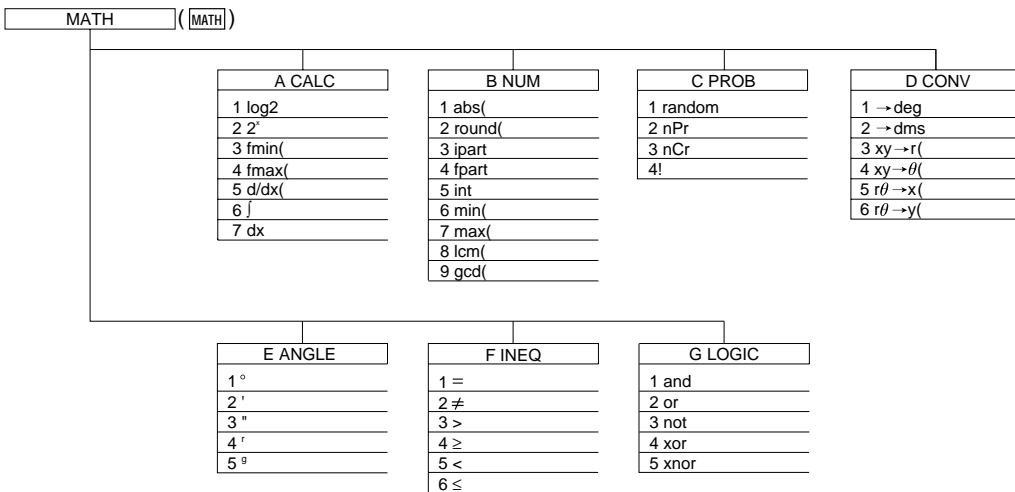 MATH ( MATH )
A CALC
1 log2
2 2ˣ
3 fmin(
4 fmax(
5 d/dx(
6 ∫
7 dx
B NUM
1 abs(
2 round(
3 ipart
4 fpart
5 int
6 min(
7 max(
8 lcm(
9 gcd(
C PROB
1 random
2 nPr
3 nCr
4!
D CONV
1 →deg
2 →dms
3 xy→r(
4 xy→θ(
5 rθ→x(
6 rθ→y(
E ANGLE
1 °
2 '
3 "
4 ʳ
5 ᵍ
F INEQ
1 =
2 ≠
3 >
4 ≥
5 <
6 ≤
G LOGIC
1 and
2 or
3 not
4 xor
5 xnor